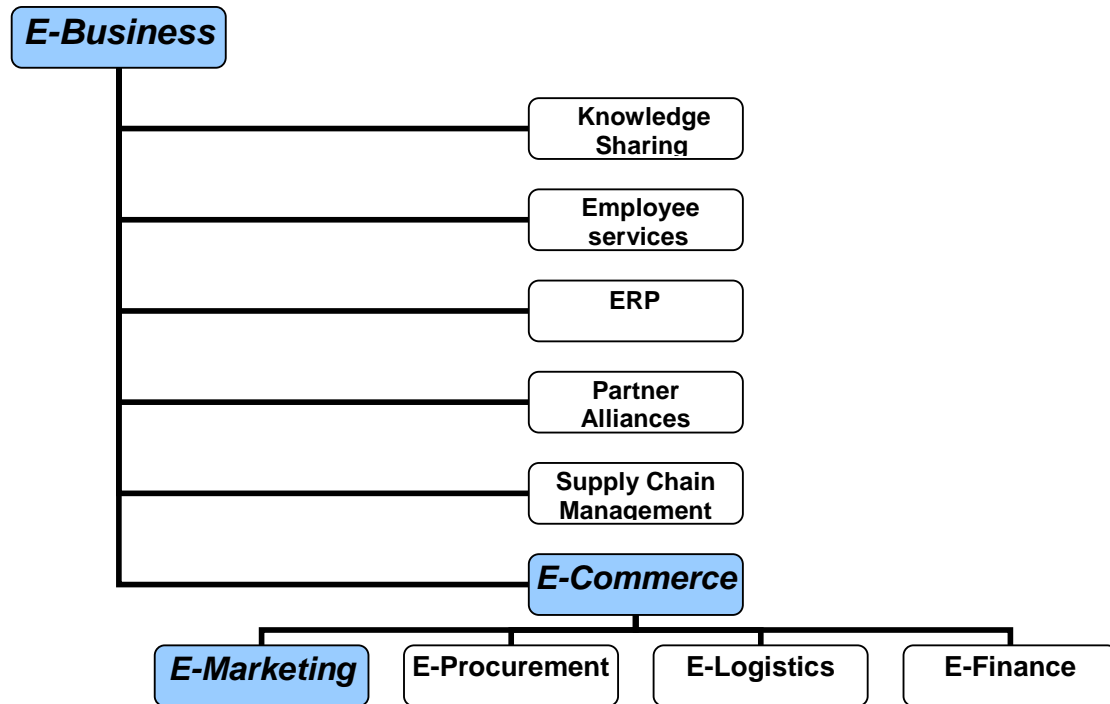 E-Business
Knowledge
Sharing
Employee
services
ERP
Partner
Alliances
Supply Chain
Management
E-Commerce
E-Marketing
E-Procurement
E-Logistics
E-Finance